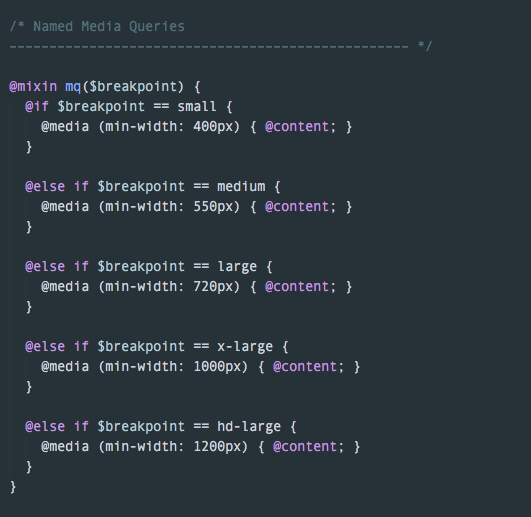 /* Named Media Queries
-------------------------------------------------- */
@mixin mq($breakpoint) {
@if $breakpoint == small {
@media (min-width: 400px) { @content; }
}
@else if $breakpoint == medium {
@media (min-width: 550px) { @content; }
}
@else if $breakpoint == large {
@media (min-width: 720px) { @content; }
}
@else if $breakpoint == x-large {
@media (min-width: 1000px) { @content; }
}
@else if $breakpoint == hd-large {
@media (min-width: 1200px) { @content; }
}
}